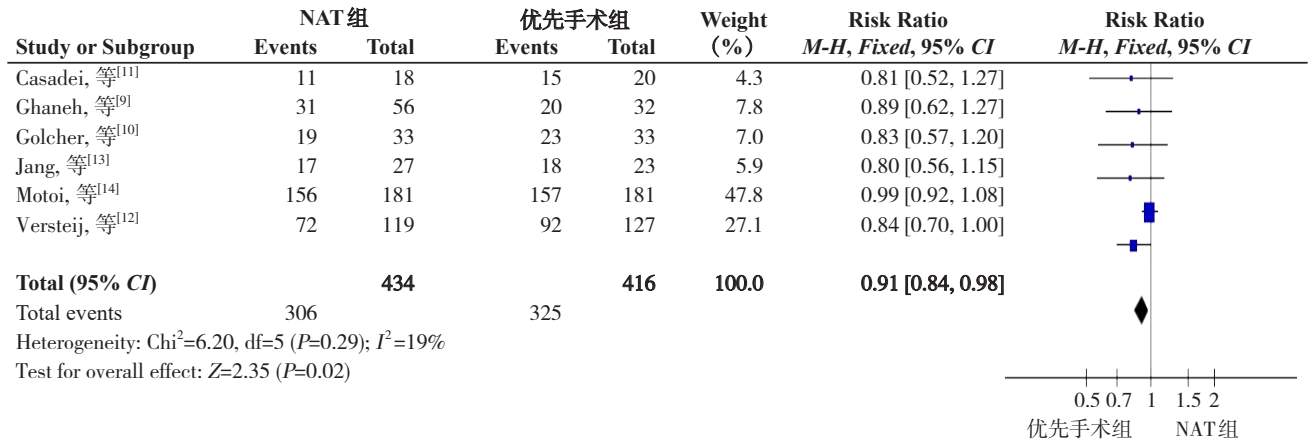 NAT组 优先手术组 Weight Risk Ratio Risk Ratio
Study or Subgroup Events Total Events Total （%） M-H, Fixed, 95% CI M-H, Fixed, 95% CI
Casadei, 等[11] 11 18 15 20 4.3 0.81 [0.52, 1.27]
Ghaneh, 等[9] 31 56 20 32 7.8 0.89 [0.62, 1.27]
Golcher, 等[10] 19 33 23 33 7.0 0.83 [0.57, 1.20]
Jang, 等[13] 17 27 18 23 5.9 0.80 [0.56, 1.15]
Motoi, 等[14] 156 181 157 181 47.8 0.99 [0.92, 1.08]
Versteij, 等[12] 72 119 92 127 27.1 0.84 [0.70, 1.00]
Total (95% CI) 434 416 100.0 0.91 [0.84, 0.98]
Total events 306 325
Heterogeneity: Chi²=6.20, df=5 (P=0.29); I²=19%
Test for overall effect: Z=2.35 (P=0.02)
0.5 0.7 1 1.5 2
优先手术组 NAT组